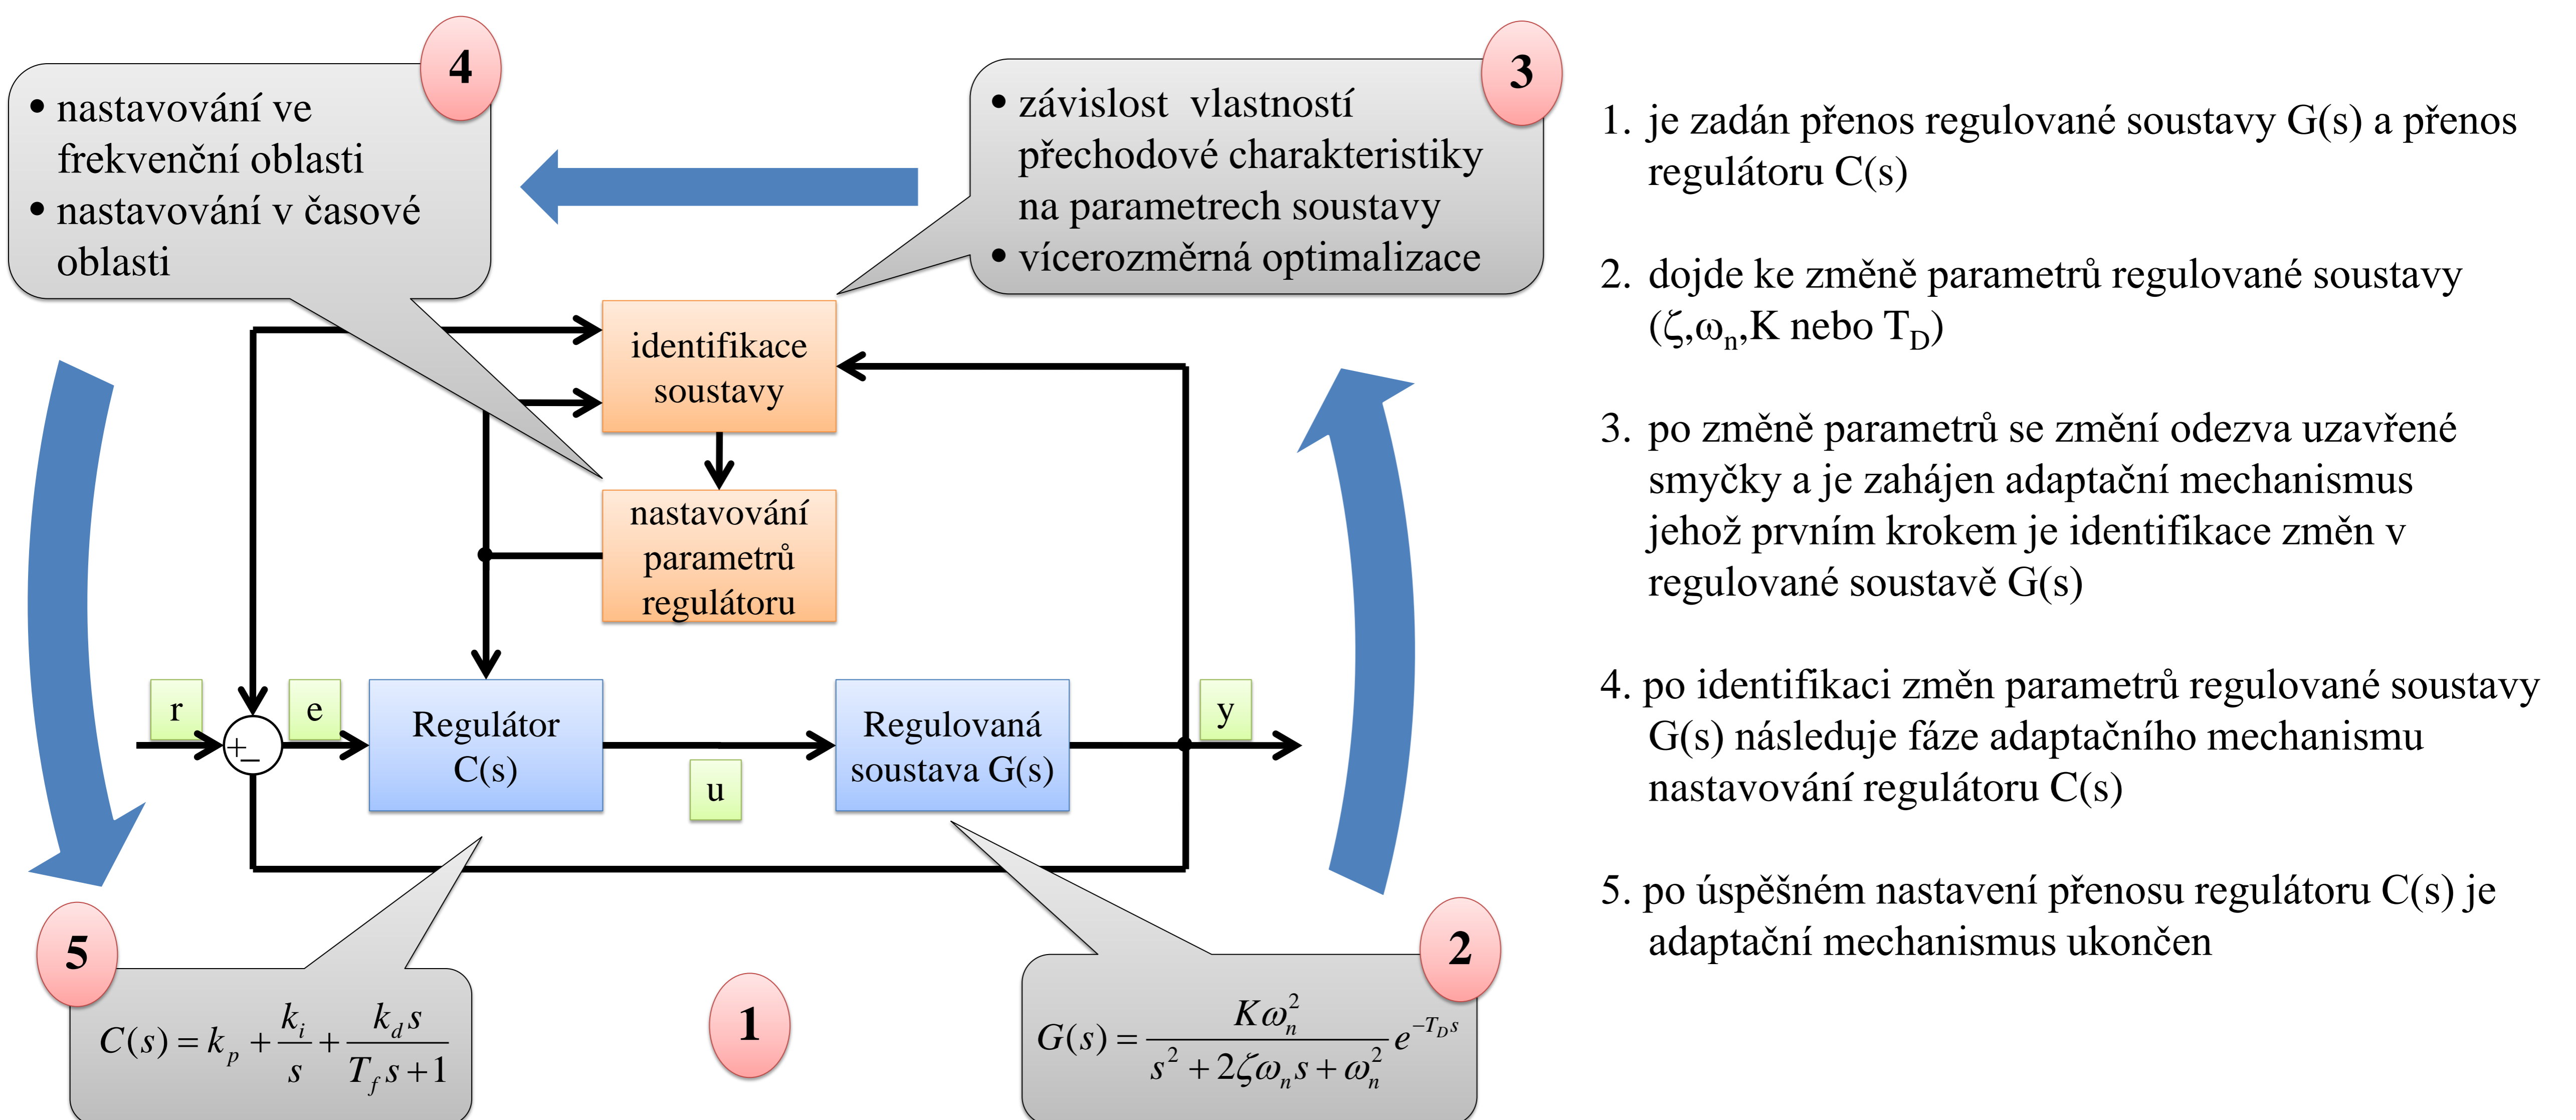 4
• nastavování ve
frekvenční oblasti
• nastavování v časové
oblasti
3
• závislost vlastností
přechodové charakteristiky
na parametrech soustavy
• vícerozměrná optimalizace
identifikace
soustavy
nastavování
parametrů
regulátoru
r
e
+
−
Regulátor
C(s)
u
Regulovaná
soustava G(s)
y
5
C(s) = k_p + k_i/s + k_d s/(T_f s + 1)
1
2
G(s) = Kω_n^2/(s^2 + 2ζω_n s + ω_n^2) e^{−T_D s}
1. je zadán přenos regulované soustavy G(s) a přenos
regulátoru C(s)
2. dojde ke změně parametrů regulované soustavy
(ζ,ω_n,K nebo T_D)
3. po změně parametrů se změní odezva uzavřené
smyčky a je zahájen adaptační mechanismus
jehož prvním krokem je identifikace změn v
regulované soustavě G(s)
4. po identifikaci změn parametrů regulované soustavy
G(s) následuje fáze adaptačního mechanismu
nastavování regulátoru C(s)
5. po úspěšném nastavení přenosu regulátoru C(s) je
adaptační mechanismus ukončen